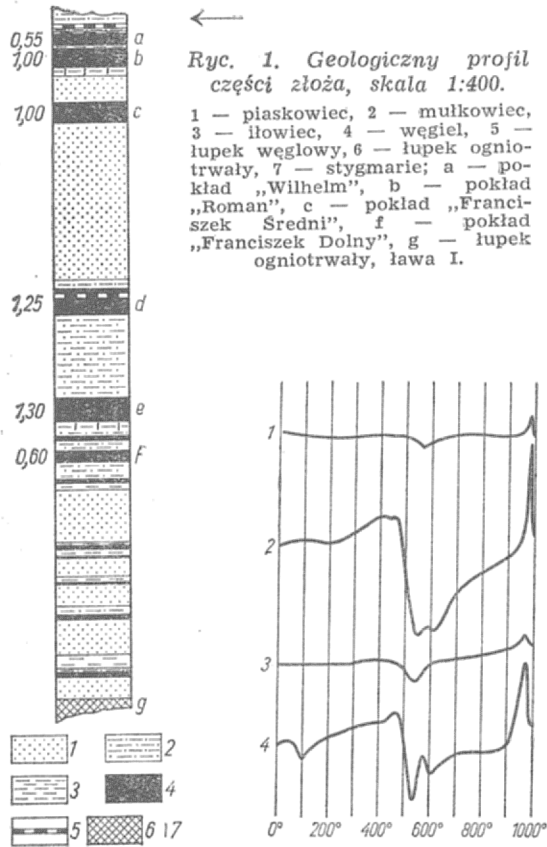 0,55 a
1,00 b
1,00 c
1,25 d
1,30 e
0,60 f
g
Ryc. 1. Geologiczny profil
części złoża, skala 1:400.
1 — piaskowiec, 2 — mułkowiec,
3 — iłowiec, 4 — węgiel, 5 —
łupek węglowy, 6 — łupek ognio-
trwały, 7 — stygmarie; a — po-
kład „Wilhelm", b — pokład
„Roman", c — pokład „Franci-
szek Średni", f — pokład
„Franciszek Dolny", g — łupek
ogniotrwały, ława I.
1 2
3 4
5 6 17
1
2
3
4
0° 200° 400° 600° 800° 1000°